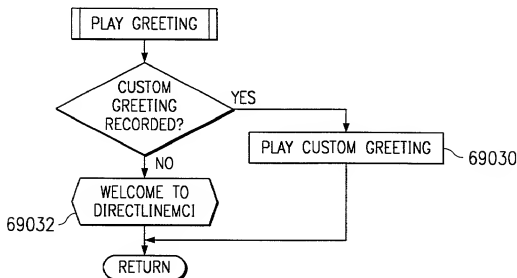 PLAY GREETING
CUSTOM
GREETING
RECORDED?
YES
PLAY CUSTOM GREETING
69030
NO
WELCOME TO
DIRECTLINEMCI
69032
RETURN